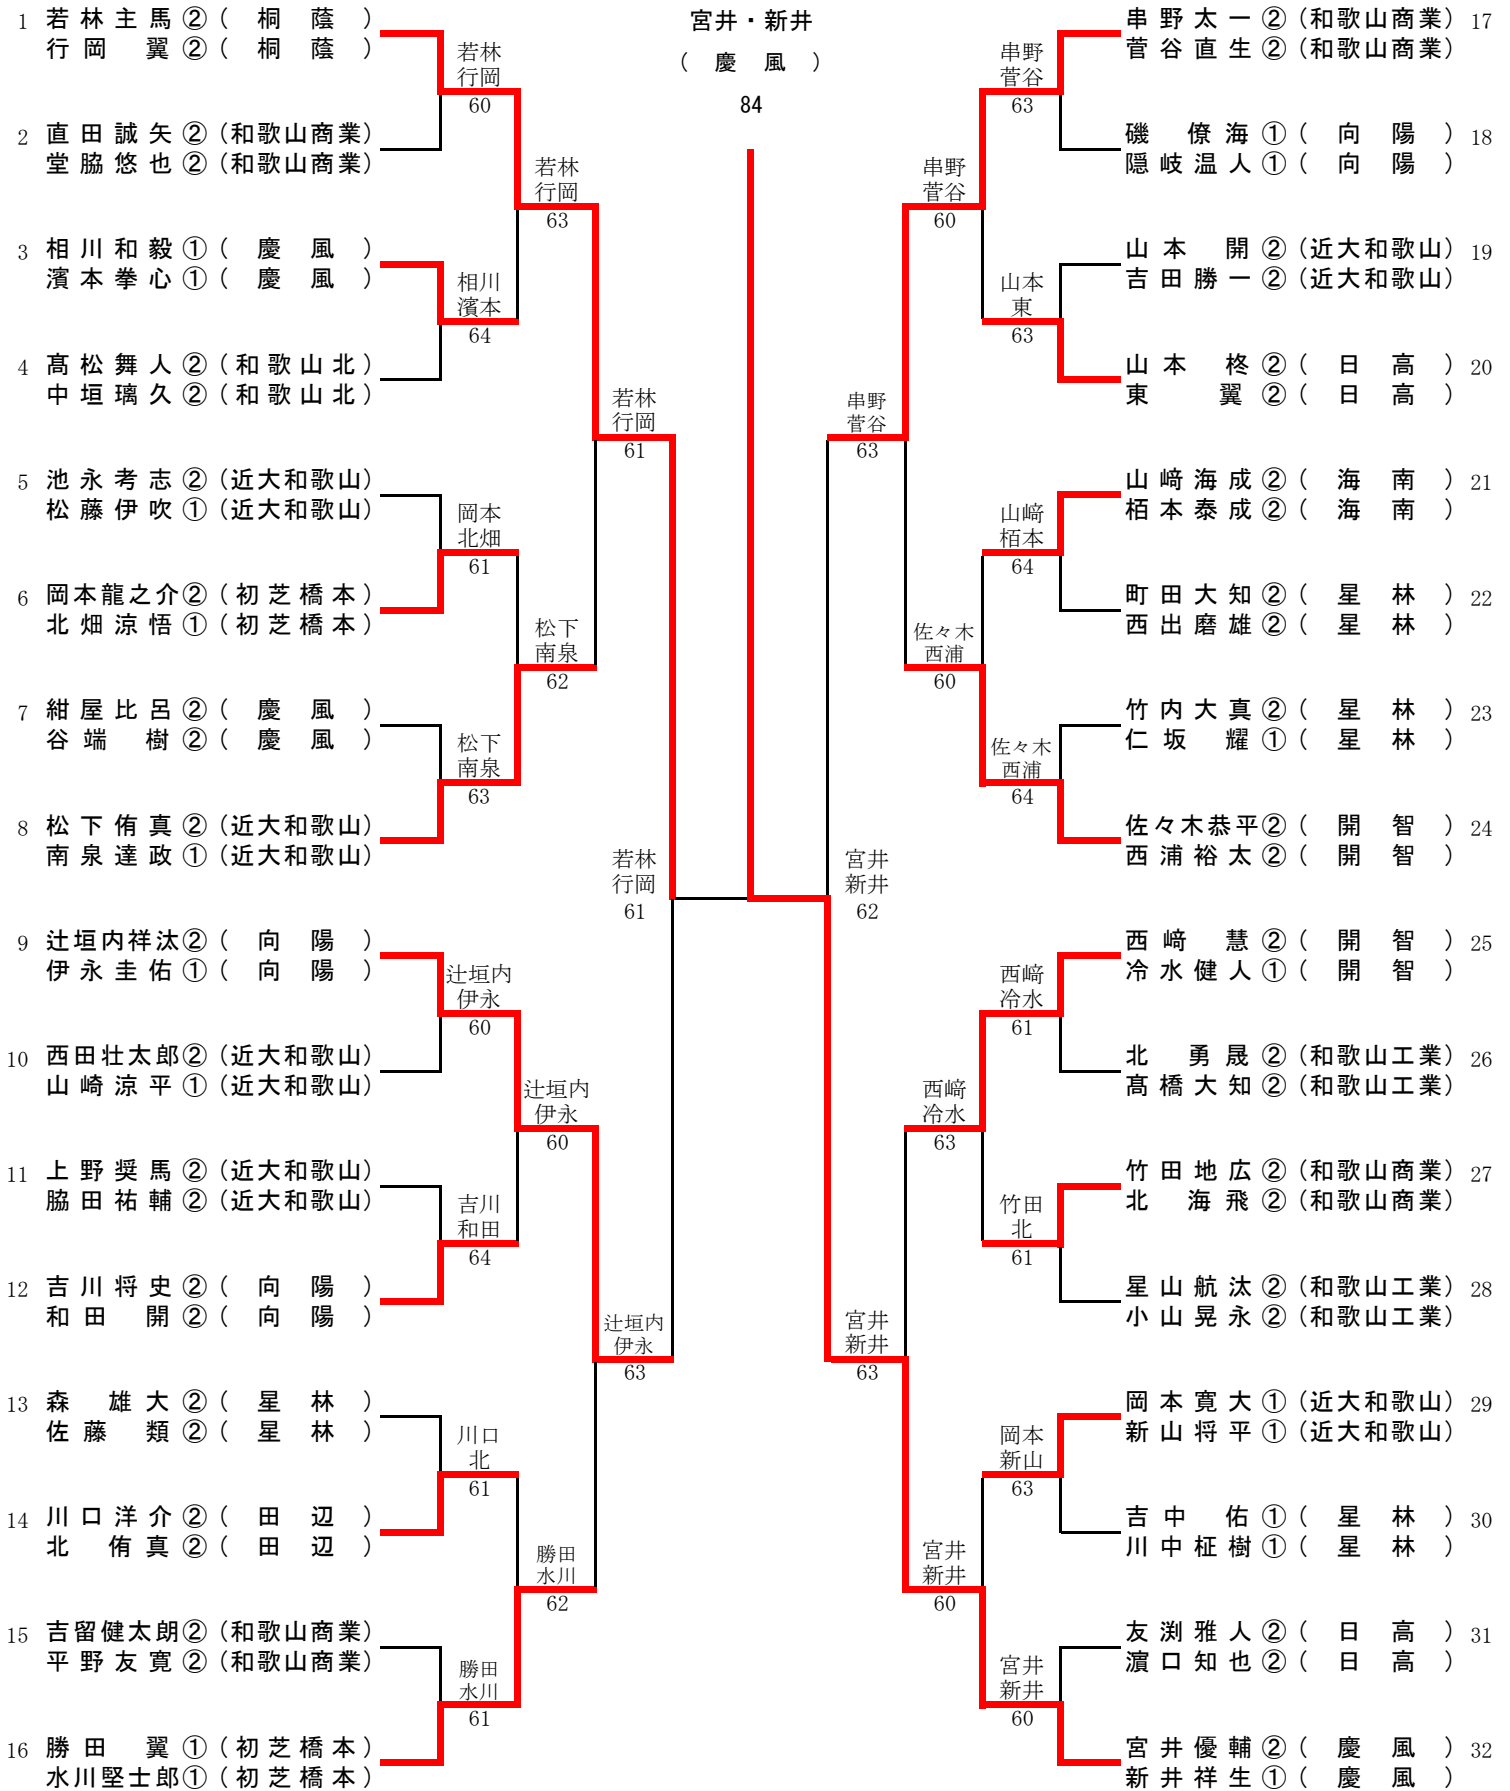 宮井・新井
（　慶　風　）
84
1 若林主馬②（　桐　蔭　）
行岡　翼②（　桐　蔭　）
2 直田誠矢②（和歌山商業）
堂脇悠也②（和歌山商業）
3 相川和毅①（　慶　風　）
濱本拳心①（　慶　風　）
4 髙松舞人②（和歌山北）
中垣璃久②（和歌山北）
5 池永考志②（近大和歌山）
松藤伊吹①（近大和歌山）
6 岡本龍之介②（初芝橋本）
北畑涼悟①（初芝橋本）
7 紺屋比呂②（　慶　風　）
谷端　樹②（　慶　風　）
8 松下侑真②（近大和歌山）
南泉達政①（近大和歌山）
9 辻垣内祥汰②（　向　陽　）
伊永圭佑①（　向　陽　）
10 西田壮太郎②（近大和歌山）
山崎涼平①（近大和歌山）
11 上野奨馬②（近大和歌山）
脇田祐輔②（近大和歌山）
12 吉川将史②（　向　陽　）
和田　開②（　向　陽　）
13 森　雄大②（　星　林　）
佐藤　類②（　星　林　）
14 川口洋介②（　田　辺　）
北　侑真②（　田　辺　）
15 吉留健太朗②（和歌山商業）
平野友寛②（和歌山商業）
16 勝田　翼①（初芝橋本）
水川堅士郎①（初芝橋本）
若林
行岡
60
相川
濱本
64
岡本
北畑
61
松下
南泉
63
辻垣内
伊永
60
吉川
和田
64
川口
北
61
勝田
水川
61
若林
行岡
63
松下
南泉
62
辻垣内
伊永
60
勝田
水川
62
若林
行岡
61
辻垣内
伊永
63
若林
行岡
61
宮井
新井
62
串野
菅谷
63
宮井
新井
63
串野
菅谷
60
佐々木
西浦
60
西﨑
冷水
63
宮井
新井
60
串野
菅谷
63
山本
東
63
山﨑
栢本
64
佐々木
西浦
64
西﨑
冷水
61
竹田
北
61
岡本
新山
63
宮井
新井
60
串野太一②（和歌山商業） 17
菅谷直生②（和歌山商業）
磯　僚海①（　向　陽　） 18
隠岐温人①（　向　陽　）
山本　開②（近大和歌山） 19
吉田勝一②（近大和歌山）
山本　柊②（　日　高　） 20
東　　翼②（　日　高　）
山﨑海成②（　海　南　） 21
栢本泰成②（　海　南　）
町田大知②（　星　林　） 22
西出磨雄②（　星　林　）
竹内大真②（　星　林　） 23
仁坂　耀①（　星　林　）
佐々木恭平②（　開　智　） 24
西浦裕太②（　開　智　）
西﨑　慧②（　開　智　） 25
冷水健人①（　開　智　）
北　勇晟②（和歌山工業） 26
髙橋大知②（和歌山工業）
竹田地広②（和歌山商業） 27
北　海飛②（和歌山商業）
星山航汰②（和歌山工業） 28
小山晃永②（和歌山工業）
岡本寛大①（近大和歌山） 29
新山将平①（近大和歌山）
吉中　佑①（　星　林　） 30
川中柾樹①（　星　林　）
友渕雅人②（　日　高　） 31
濵口知也②（　日　高　）
宮井優輔②（　慶　風　） 32
新井祥生①（　慶　風　）